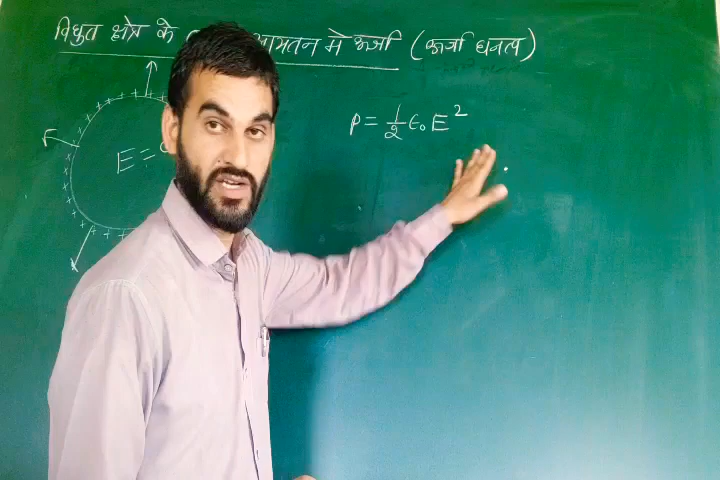 विधुत क्षेत्र के आयतन मे ऊर्जा (ऊर्जा घनत्व)
P = 1/2 ε₀ E²
E =